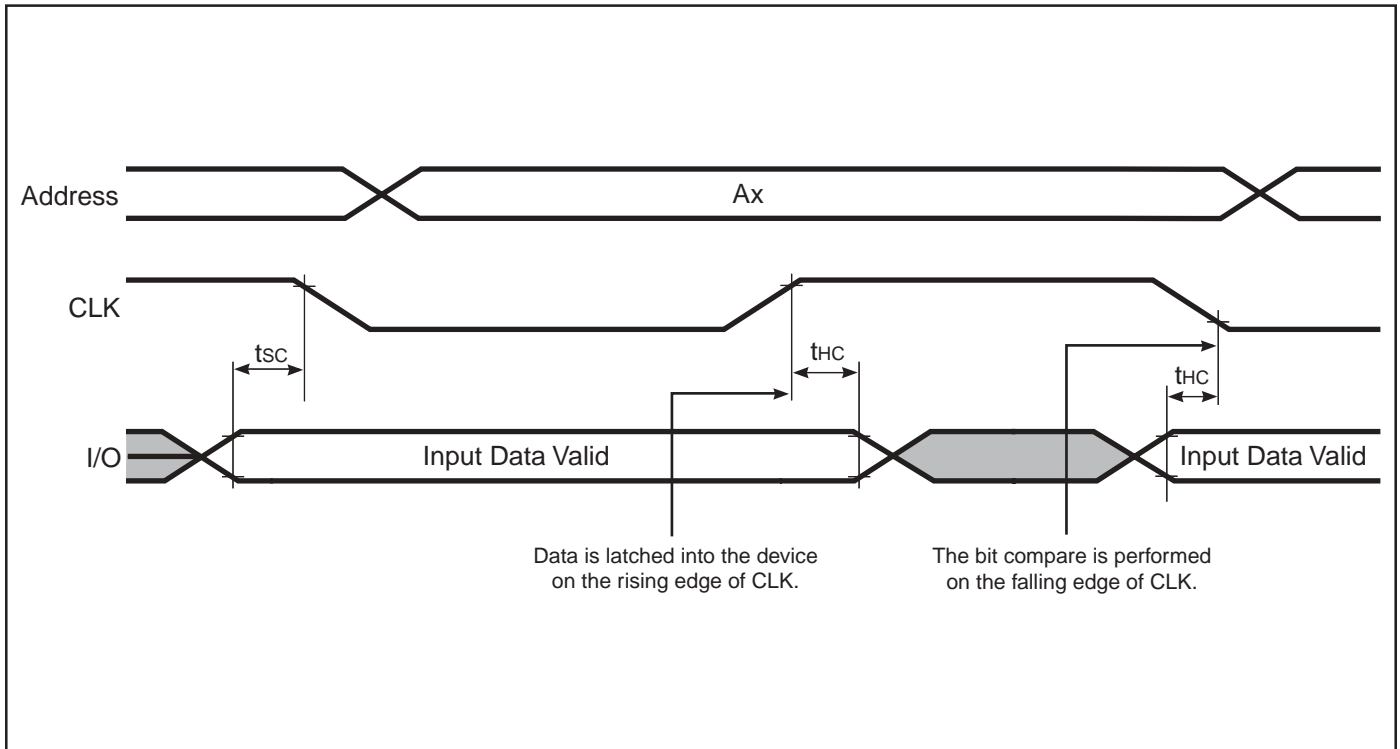 Address
Ax
CLK
tSC
tHC
tHC
I/O
Input Data Valid
Input Data Valid
Data is latched into the device
on the rising edge of CLK.
The bit compare is performed
on the falling edge of CLK.